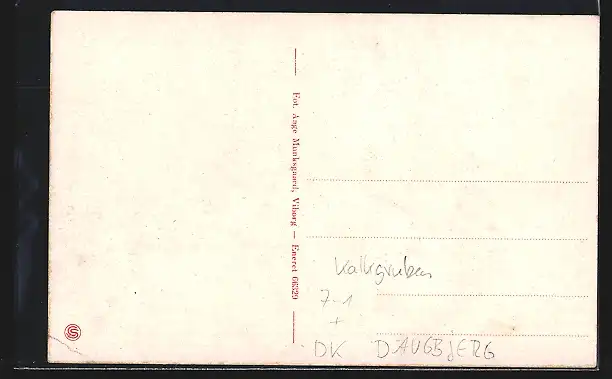 Fot. Aage Munksgaard, Viborg — Eneret 66829
Kalkgruben
7-1
+
DK DAUGBJERG